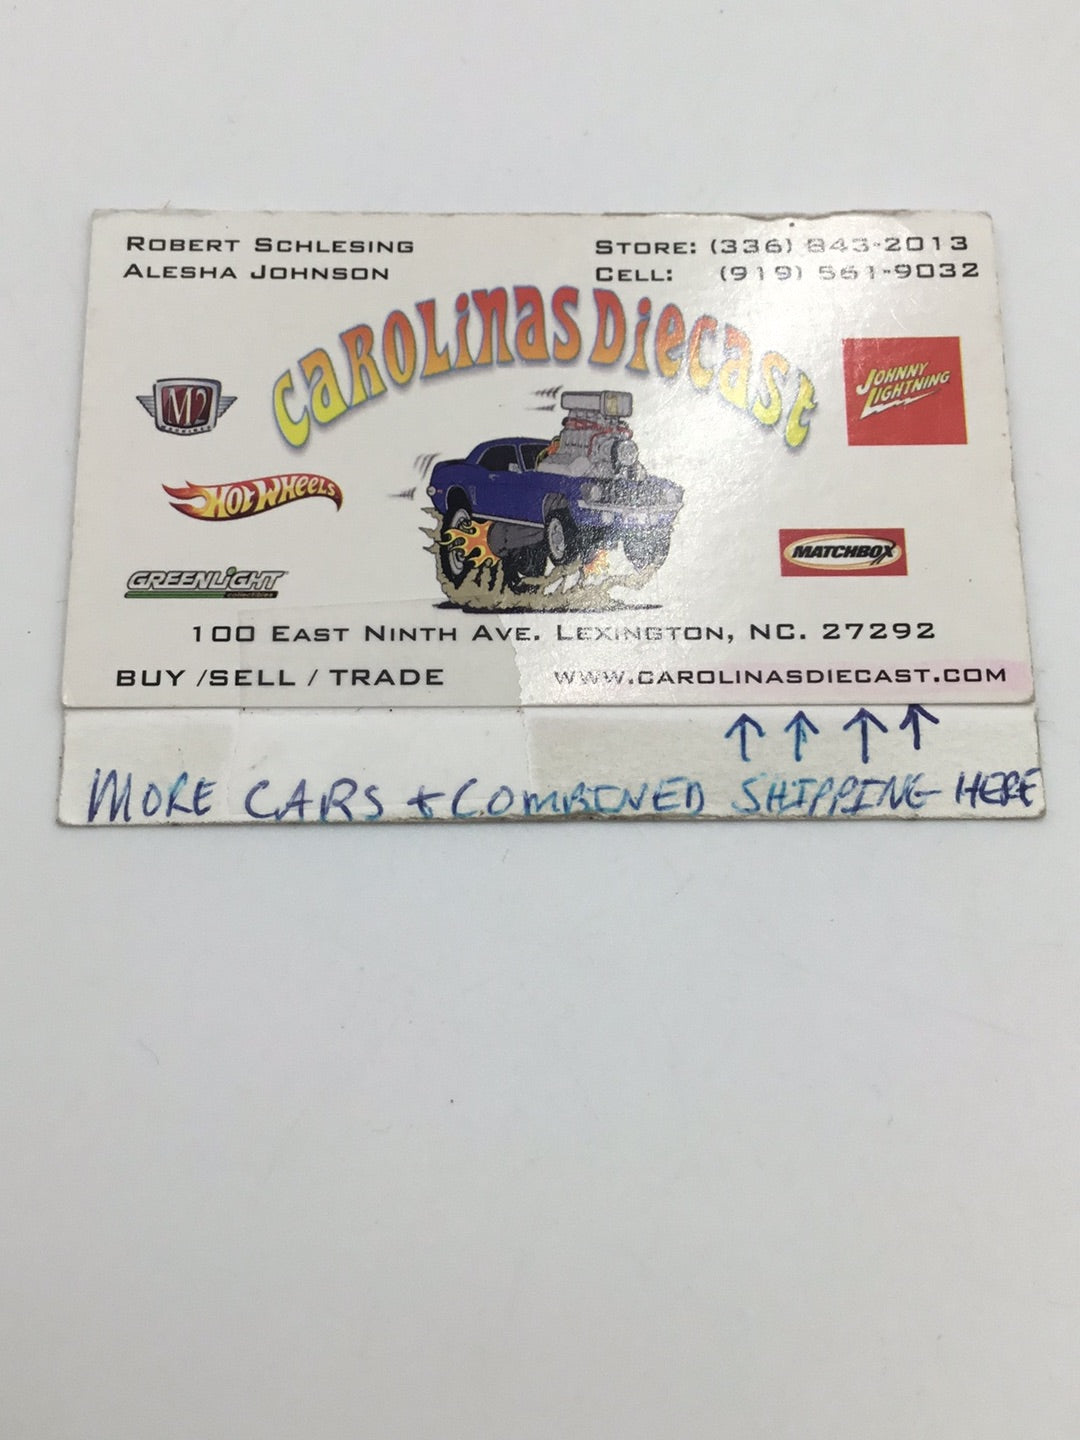 ROBERT SCHLESING
ALESHA JOHNSON
STORE: (336) 843-2013
CELL: (919) 561-9032
CAROLINAS DIECAST
M2
MACHINES
JOHNNY
LIGHTNING
HOT WHEELS
MATCHBOX
GREENLIGHT
collectibles
100 EAST NINTH AVE. LEXINGTON, NC. 27292
BUY /SELL / TRADE
WWW.CAROLINASDIECAST.COM
↑ ↑ ↑ ↑
MORE CARS + COMBINED SHIPPING HERE